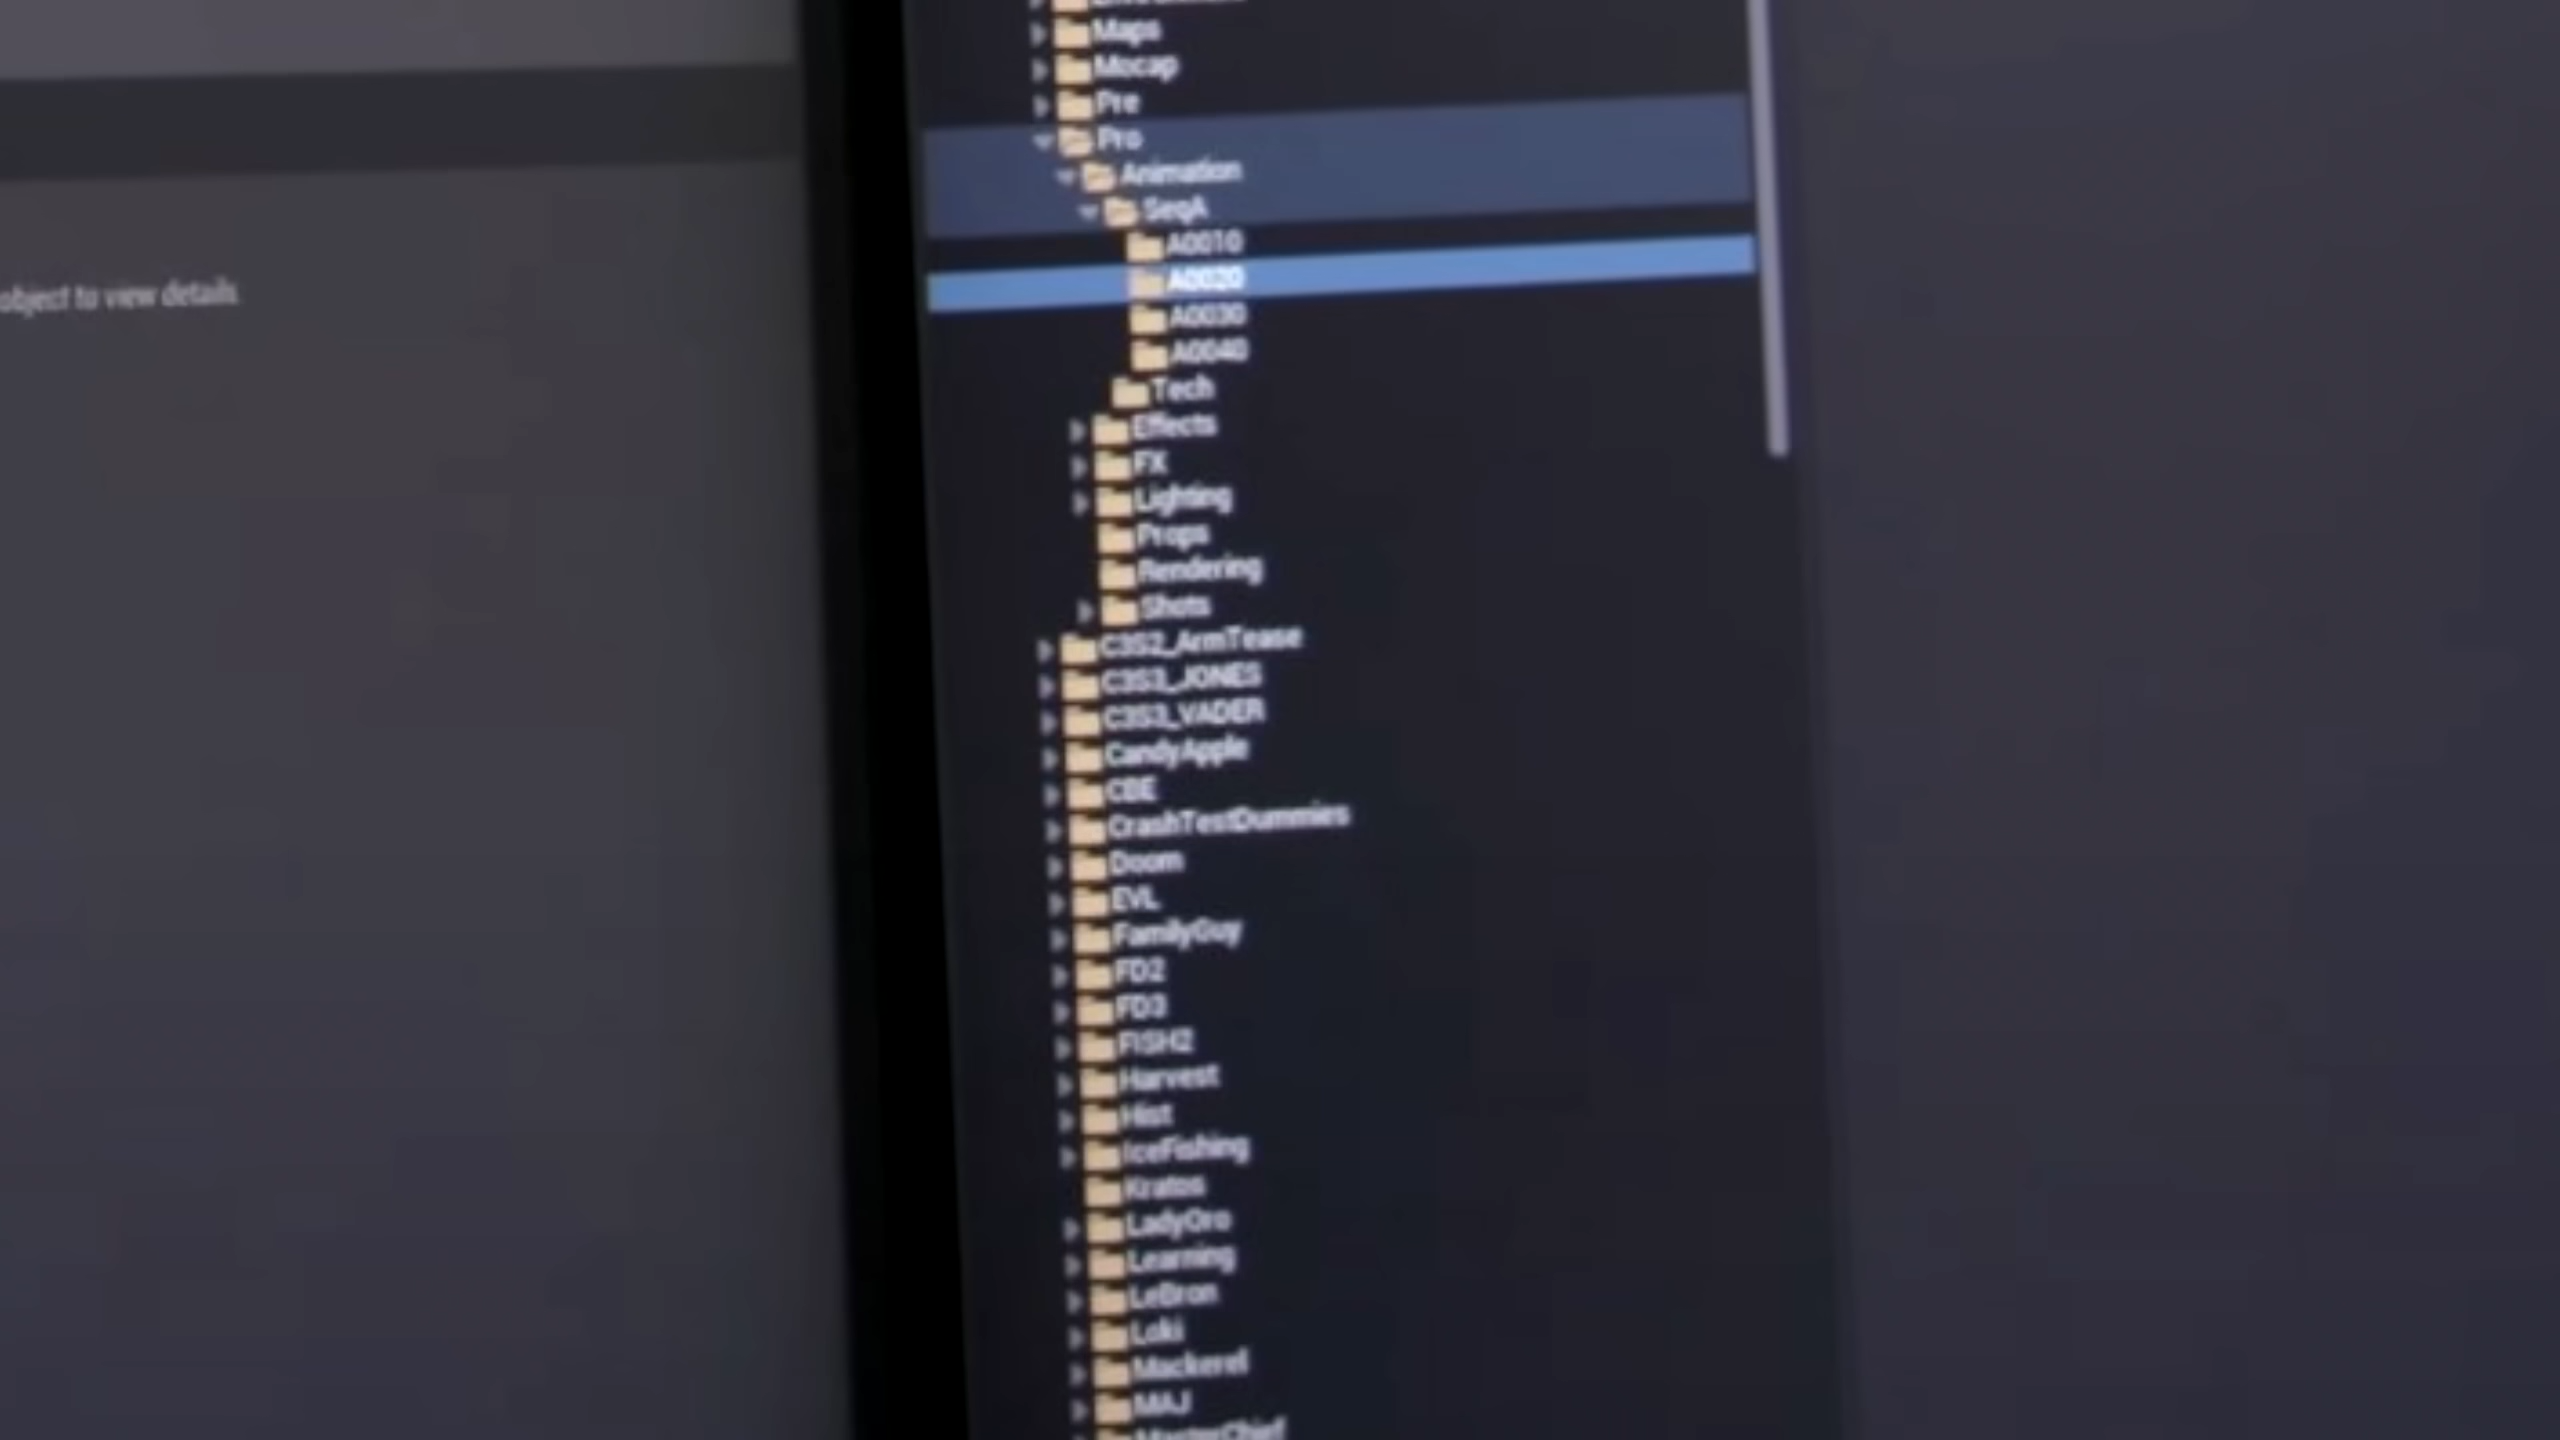 Maps
Mocap
Pre
Pro
Animation
SeqA
A0010
object to view details.
A0020
A0030
A0040
Tech
Effects
FX
Lighting
Props
Rendering
Shots
C3S2_ArmTease
C3S3_JONES
C3S3_VADER
CandyApple
CBE
CrashTestDummies
Doom
EVL
FamilyGuy
FD2
FD3
FISH2
Harvest
Hist
IceFishing
Kratos
LadyOro
Learning
LeBron
Loki
Mackerel
MAJ
MasterChief